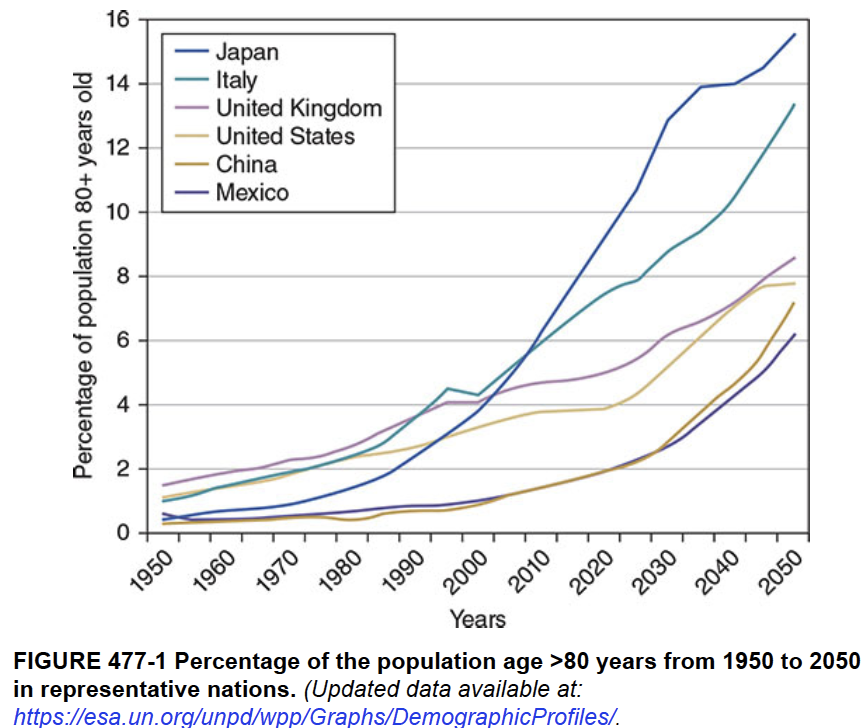 16
14
12
10
8
6
4
2
0
Percentage of population 80+ years old
Japan
Italy
United Kingdom
United States
China
Mexico
1950
1960
1970
1980
1990
2000
2010
2020
2030
2040
2050
Years
FIGURE 477-1 Percentage of the population age >80 years from 1950 to 2050
in representative nations. (Updated data available at:
https://esa.un.org/unpd/wpp/Graphs/DemographicProfiles/.